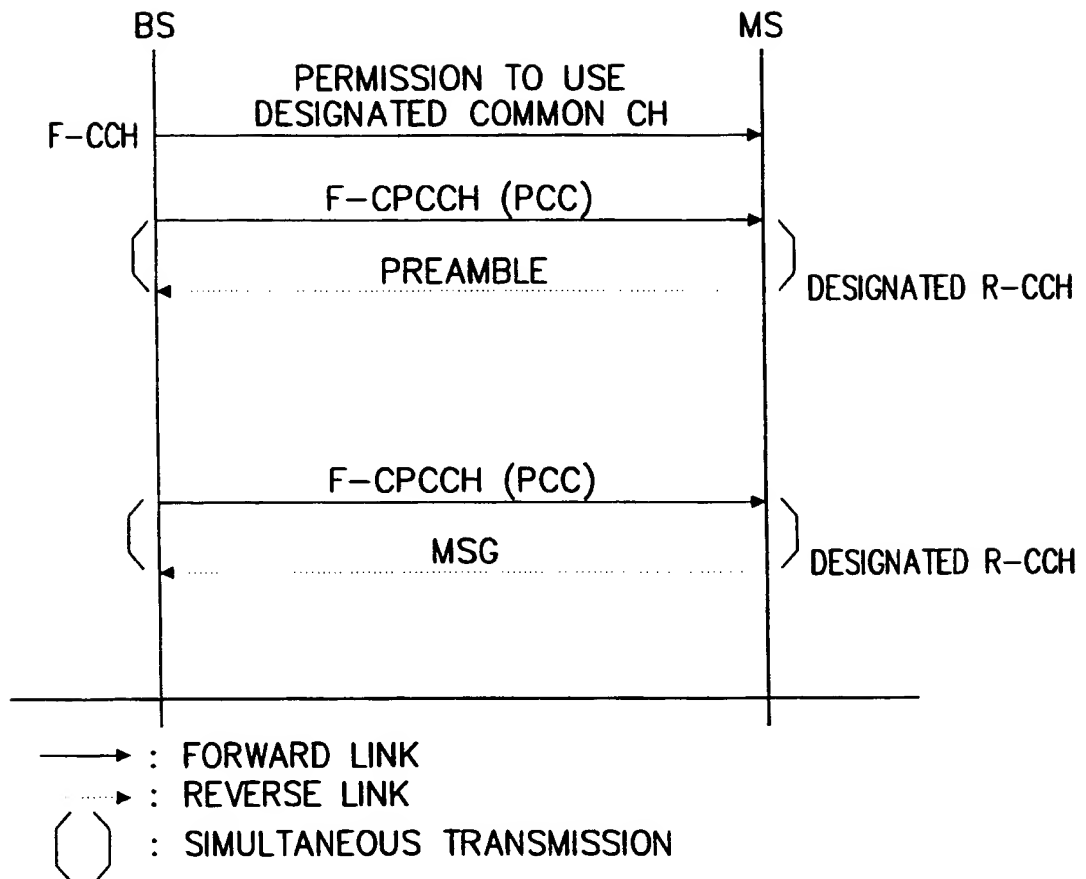 BS
MS
PERMISSION TO USE
DESIGNATED COMMON CH
F-CCH
F-CPCCH (PCC)
PREAMBLE
DESIGNATED R-CCH
F-CPCCH (PCC)
MSG
DESIGNATED R-CCH
: FORWARD LINK
: REVERSE LINK
: SIMULTANEOUS TRANSMISSION